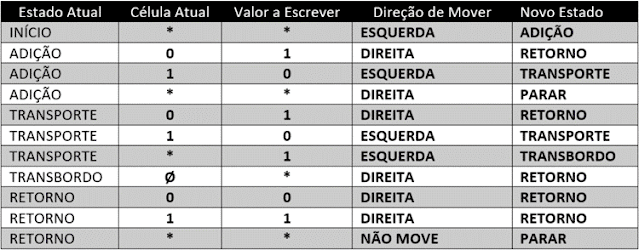 Estado Atual Célula Atual Valor a Escrever Direção de Mover Novo Estado
INÍCIO * * ESQUERDA ADIÇÃO
ADIÇÃO 0 1 DIREITA RETORNO
ADIÇÃO 1 0 ESQUERDA TRANSPORTE
ADIÇÃO * * DIREITA PARAR
TRANSPORTE 0 1 DIREITA RETORNO
TRANSPORTE 1 0 ESQUERDA TRANSPORTE
TRANSPORTE * 1 ESQUERDA TRANSBORDO
TRANSBORDO Ø * DIREITA RETORNO
RETORNO 0 0 DIREITA RETORNO
RETORNO 1 1 DIREITA RETORNO
RETORNO * * NÃO MOVE PARAR